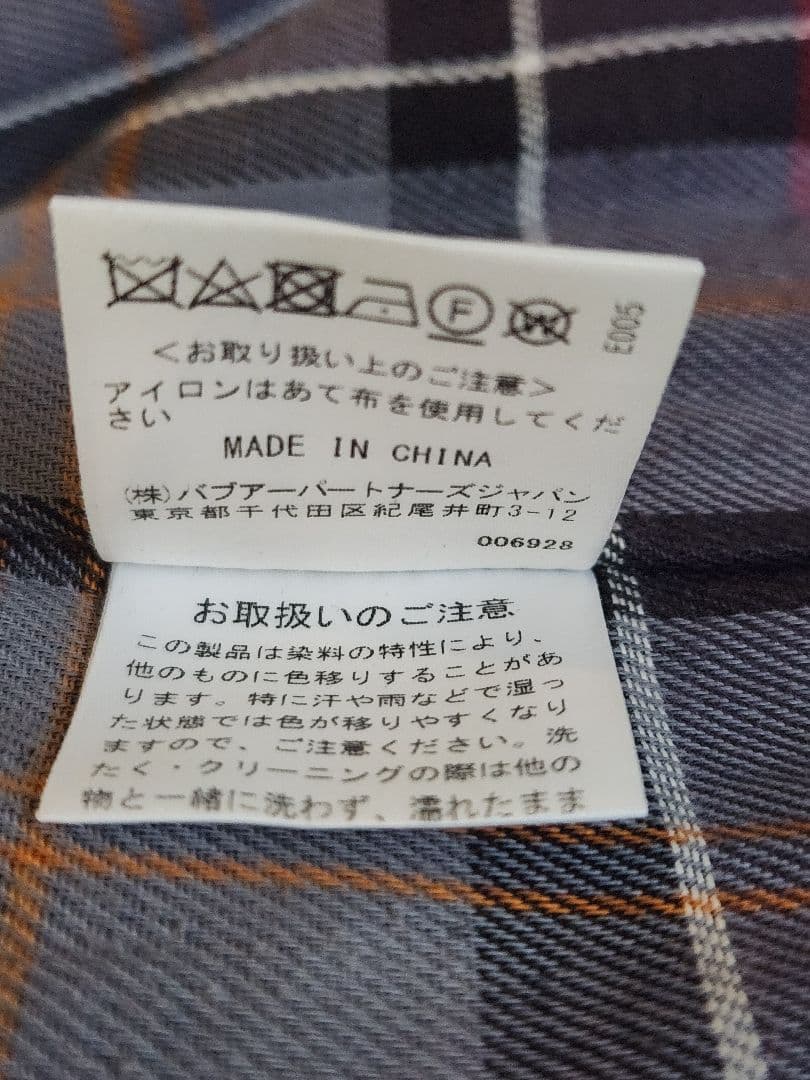 F W
E005
<お取り扱い上のご注意>
アイロンはあて布を使用してくだ
さい
MADE IN CHINA
(株)バブアーパートナーズジャパン
東京都千代田区紀尾井町3-12
006928
お取扱いのご注意
この製品は染料の特性により、
他のものに色移りすることがあ
ります。特に汗や雨などで湿っ
た状態では色が移りやすくなり
ますので、ご注意ください。洗
たく・クリーニングの際は他の
物と一緒に洗わず、濡れたまま